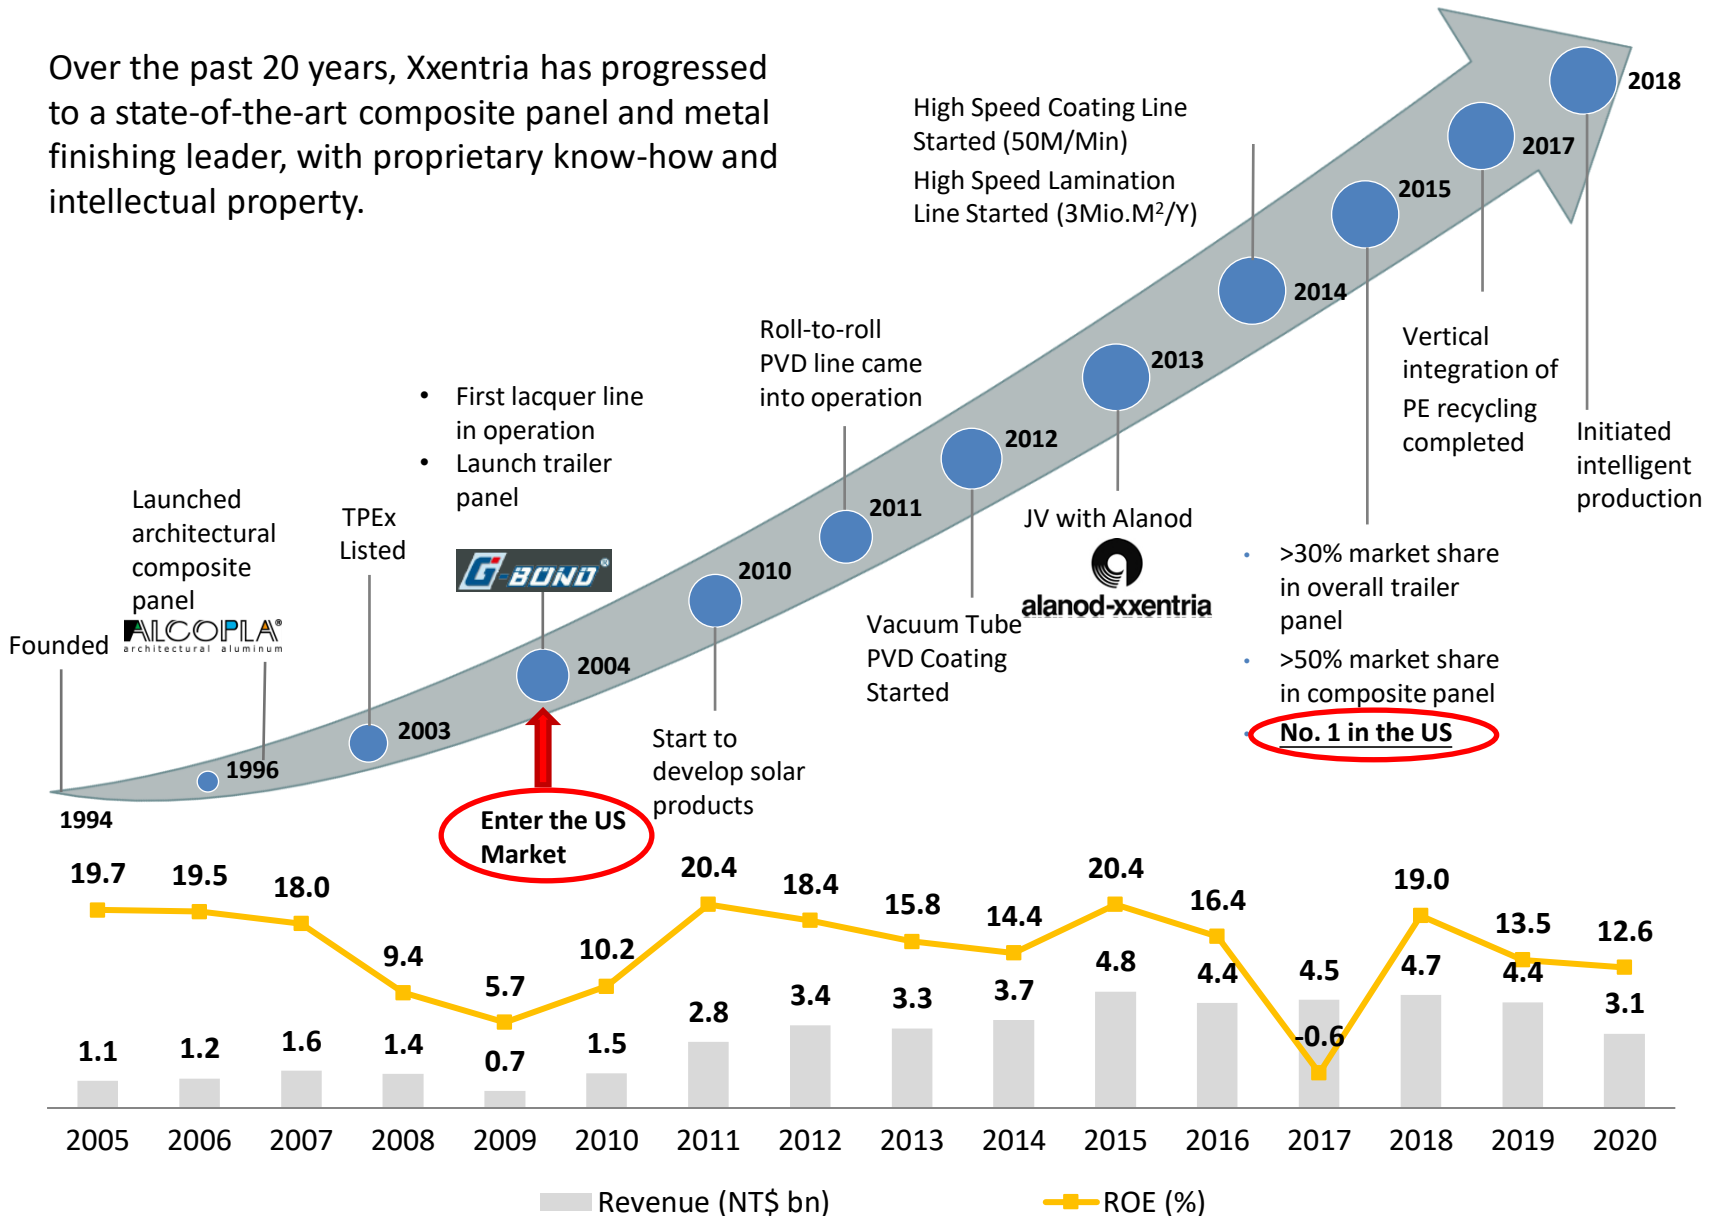 Over the past 20 years, Xxentria has progressed
to a state-of-the-art composite panel and metal
finishing leader, with proprietary know-how and
intellectual property.
Founded
1994
Launched
architectural
composite
panel
ALCOPLA®
architectural aluminum
1996
TPEx
Listed
2003
• First lacquer line
in operation
• Launch trailer
panel
G-BOND®
2004
Enter the US
Market
2010
Start to
develop solar
products
Roll-to-roll
PVD line came
into operation
2011
2012
Vacuum Tube
PVD Coating
Started
2013
JV with Alanod
alanod-xxentria
High Speed Coating Line
Started (50M/Min)
High Speed Lamination
Line Started (3Mio.M²/Y)
2014
2015
• >30% market share
in overall trailer
panel
• >50% market share
in composite panel
• No. 1 in the US
2017
Vertical
integration of
PE recycling
completed
2018
Initiated
intelligent
production
19.7 19.5 18.0 9.4 5.7 10.2 20.4 18.4 15.8 14.4 20.4 16.4 -0.6 19.0 13.5 12.6
1.1 1.2 1.6 1.4 0.7 1.5 2.8 3.4 3.3 3.7 4.8 4.4 4.5 4.7 4.4 3.1
2005 2006 2007 2008 2009 2010 2011 2012 2013 2014 2015 2016 2017 2018 2019 2020
Revenue (NT$ bn) ROE (%)